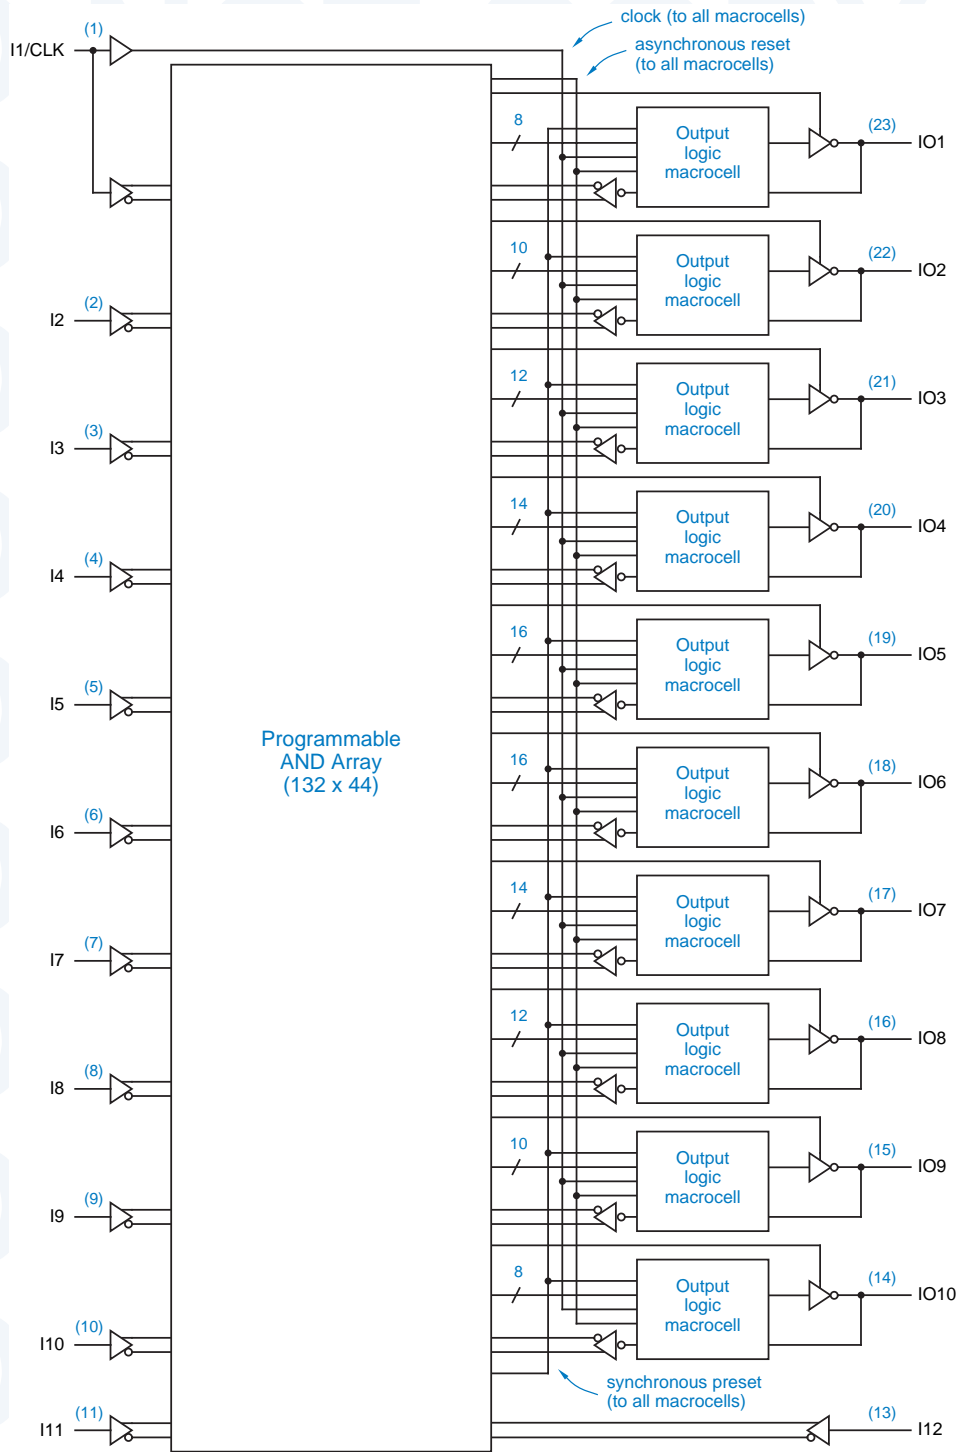 clock (to all macrocells)
(1)
I1/CLK
asynchronous reset
(to all macrocells)
8
Output
logic
macrocell
(23)
IO1
10
Output
logic
macrocell
(22)
IO2
(2)
I2
12
Output
logic
macrocell
(21)
IO3
(3)
I3
14
Output
logic
macrocell
(20)
IO4
(4)
I4
16
Output
logic
macrocell
(19)
IO5
(5)
I5
Programmable
AND Array
(132 x 44)
16
Output
logic
macrocell
(18)
IO6
(6)
I6
14
Output
logic
macrocell
(17)
IO7
(7)
I7
12
Output
logic
macrocell
(16)
IO8
(8)
I8
10
Output
logic
macrocell
(15)
IO9
(9)
I9
8
Output
logic
macrocell
(14)
IO10
(10)
I10
synchronous preset
(to all macrocells)
(11)
I11
(13)
I12